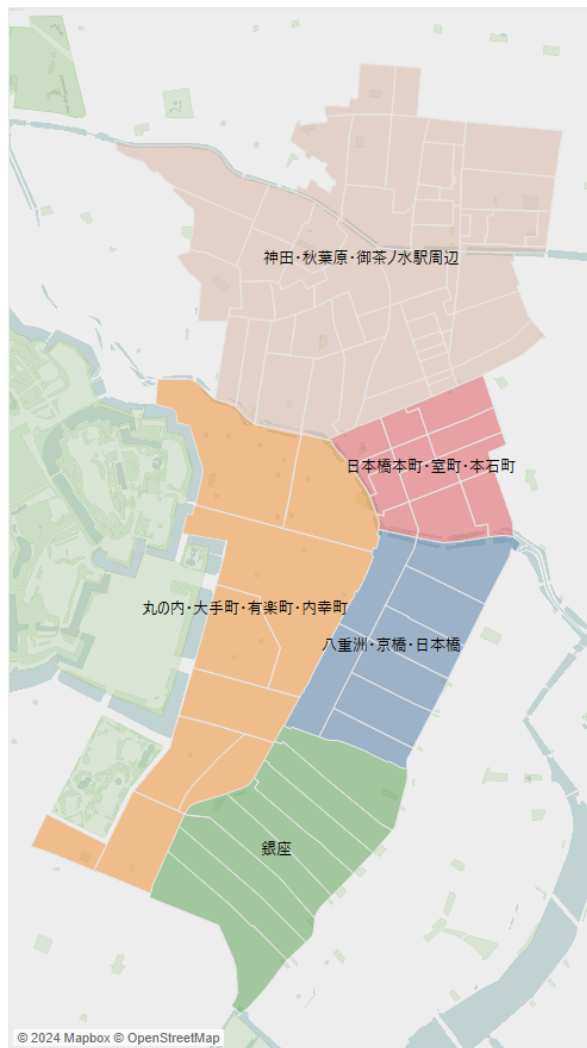 神田・秋葉原・御茶ノ水駅周辺
日本橋本町・室町・本石町
丸の内・大手町・有楽町・内幸町
八重洲・京橋・日本橋
銀座
© 2024 Mapbox © OpenStreetMap